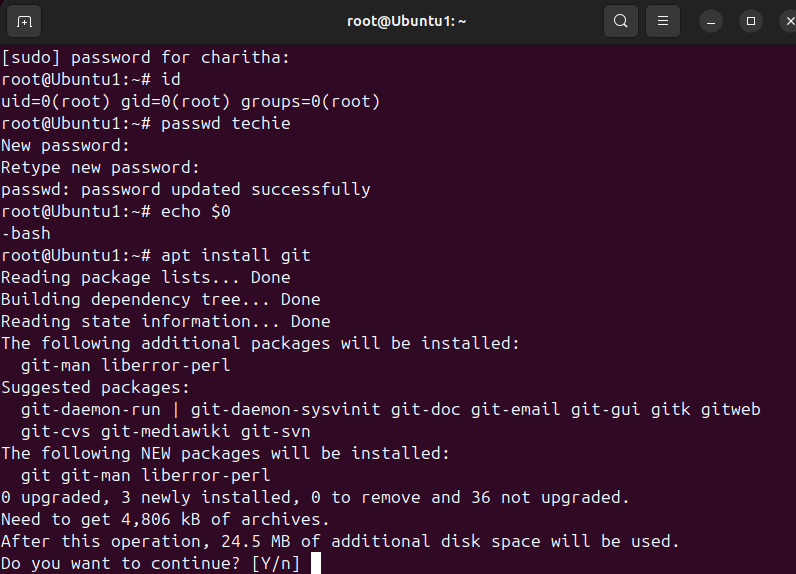 root@Ubuntu1: ~
[sudo] password for charitha:
root@Ubuntu1:~# id
uid=0(root) gid=0(root) groups=0(root)
root@Ubuntu1:~# passwd techie
New password:
Retype new password:
passwd: password updated successfully
root@Ubuntu1:~# echo $0
-bash
root@Ubuntu1:~# apt install git
Reading package lists... Done
Building dependency tree... Done
Reading state information... Done
The following additional packages will be installed:
  git-man liberror-perl
Suggested packages:
  git-daemon-run | git-daemon-sysvinit git-doc git-email git-gui gitk gitweb
  git-cvs git-mediawiki git-svn
The following NEW packages will be installed:
  git git-man liberror-perl
0 upgraded, 3 newly installed, 0 to remove and 36 not upgraded.
Need to get 4,806 kB of archives.
After this operation, 24.5 MB of additional disk space will be used.
Do you want to continue? [Y/n]